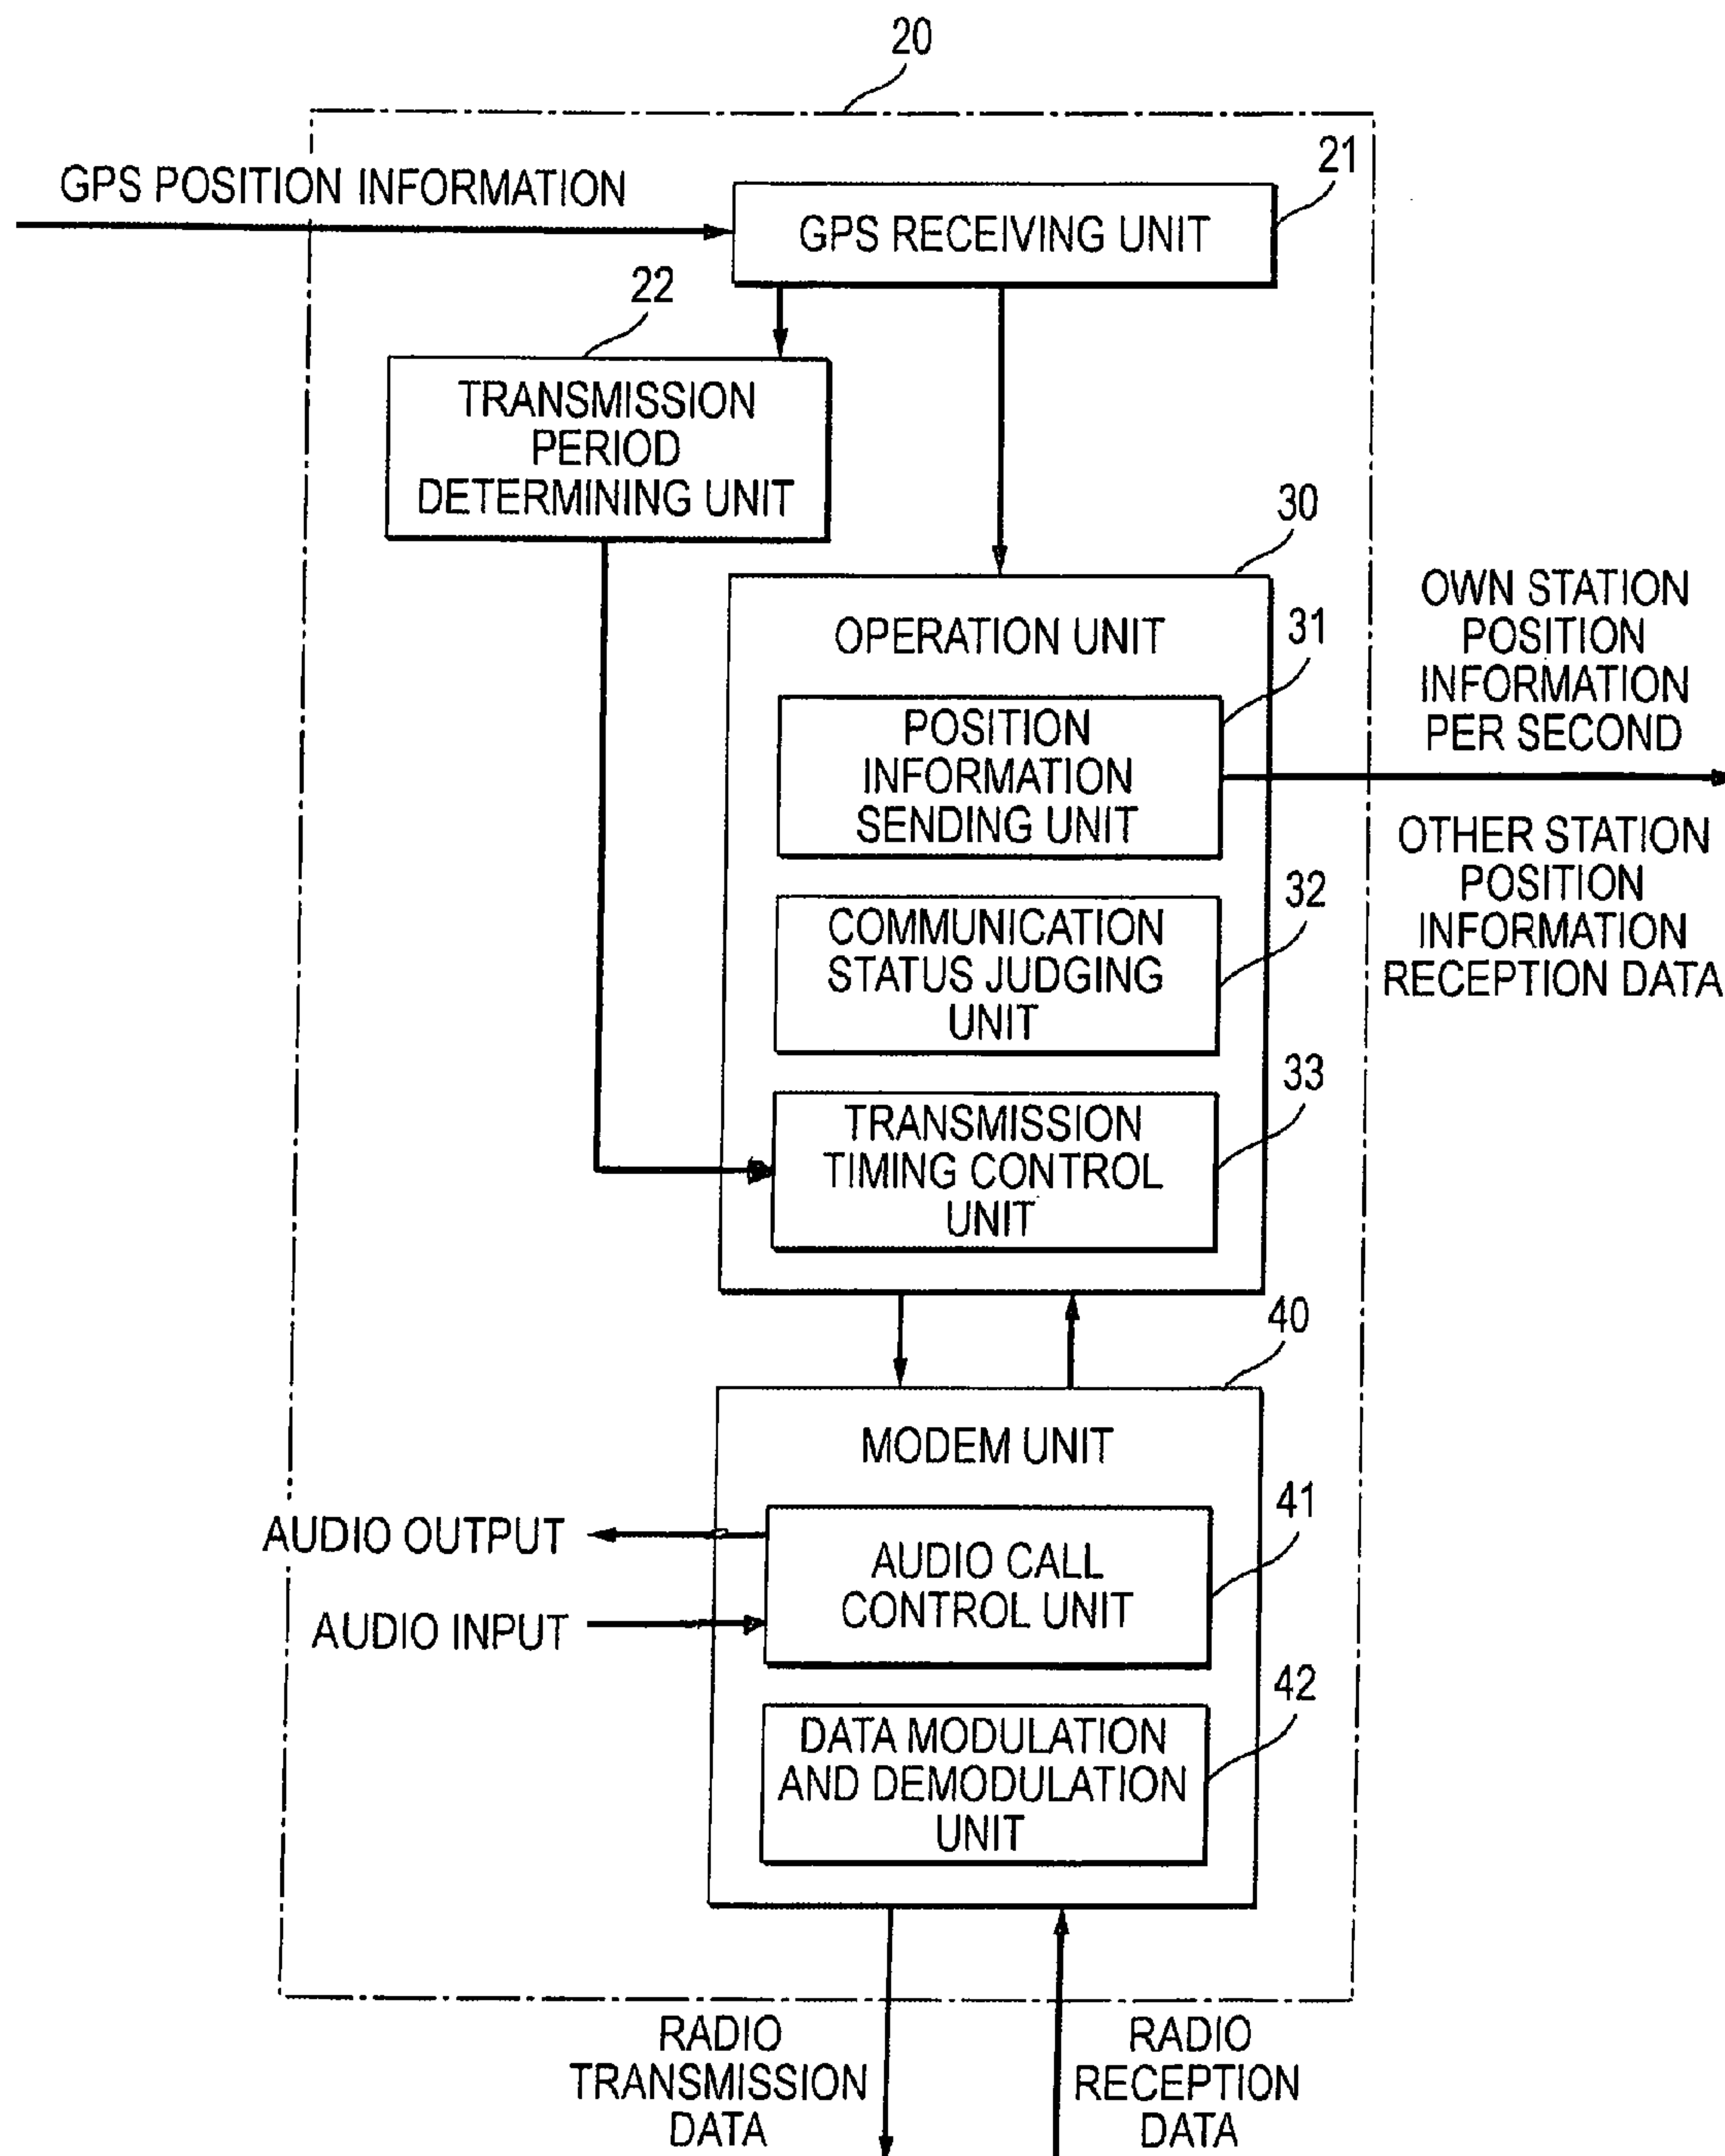 20
GPS POSITION INFORMATION
21
GPS RECEIVING UNIT
22
TRANSMISSION
PERIOD
DETERMINING UNIT
30
OPERATION UNIT
31
POSITION
INFORMATION
SENDING UNIT
OWN STATION
POSITION
INFORMATION
PER SECOND
OTHER STATION
POSITION
INFORMATION
RECEPTION DATA
32
COMMUNICATION
STATUS JUDGING
UNIT
33
TRANSMISSION
TIMING CONTROL
UNIT
40
MODEM UNIT
41
AUDIO OUTPUT
AUDIO CALL
CONTROL UNIT
AUDIO INPUT
42
DATA MODULATION
AND DEMODULATION
UNIT
RADIO
TRANSMISSION
DATA
RADIO
RECEPTION
DATA